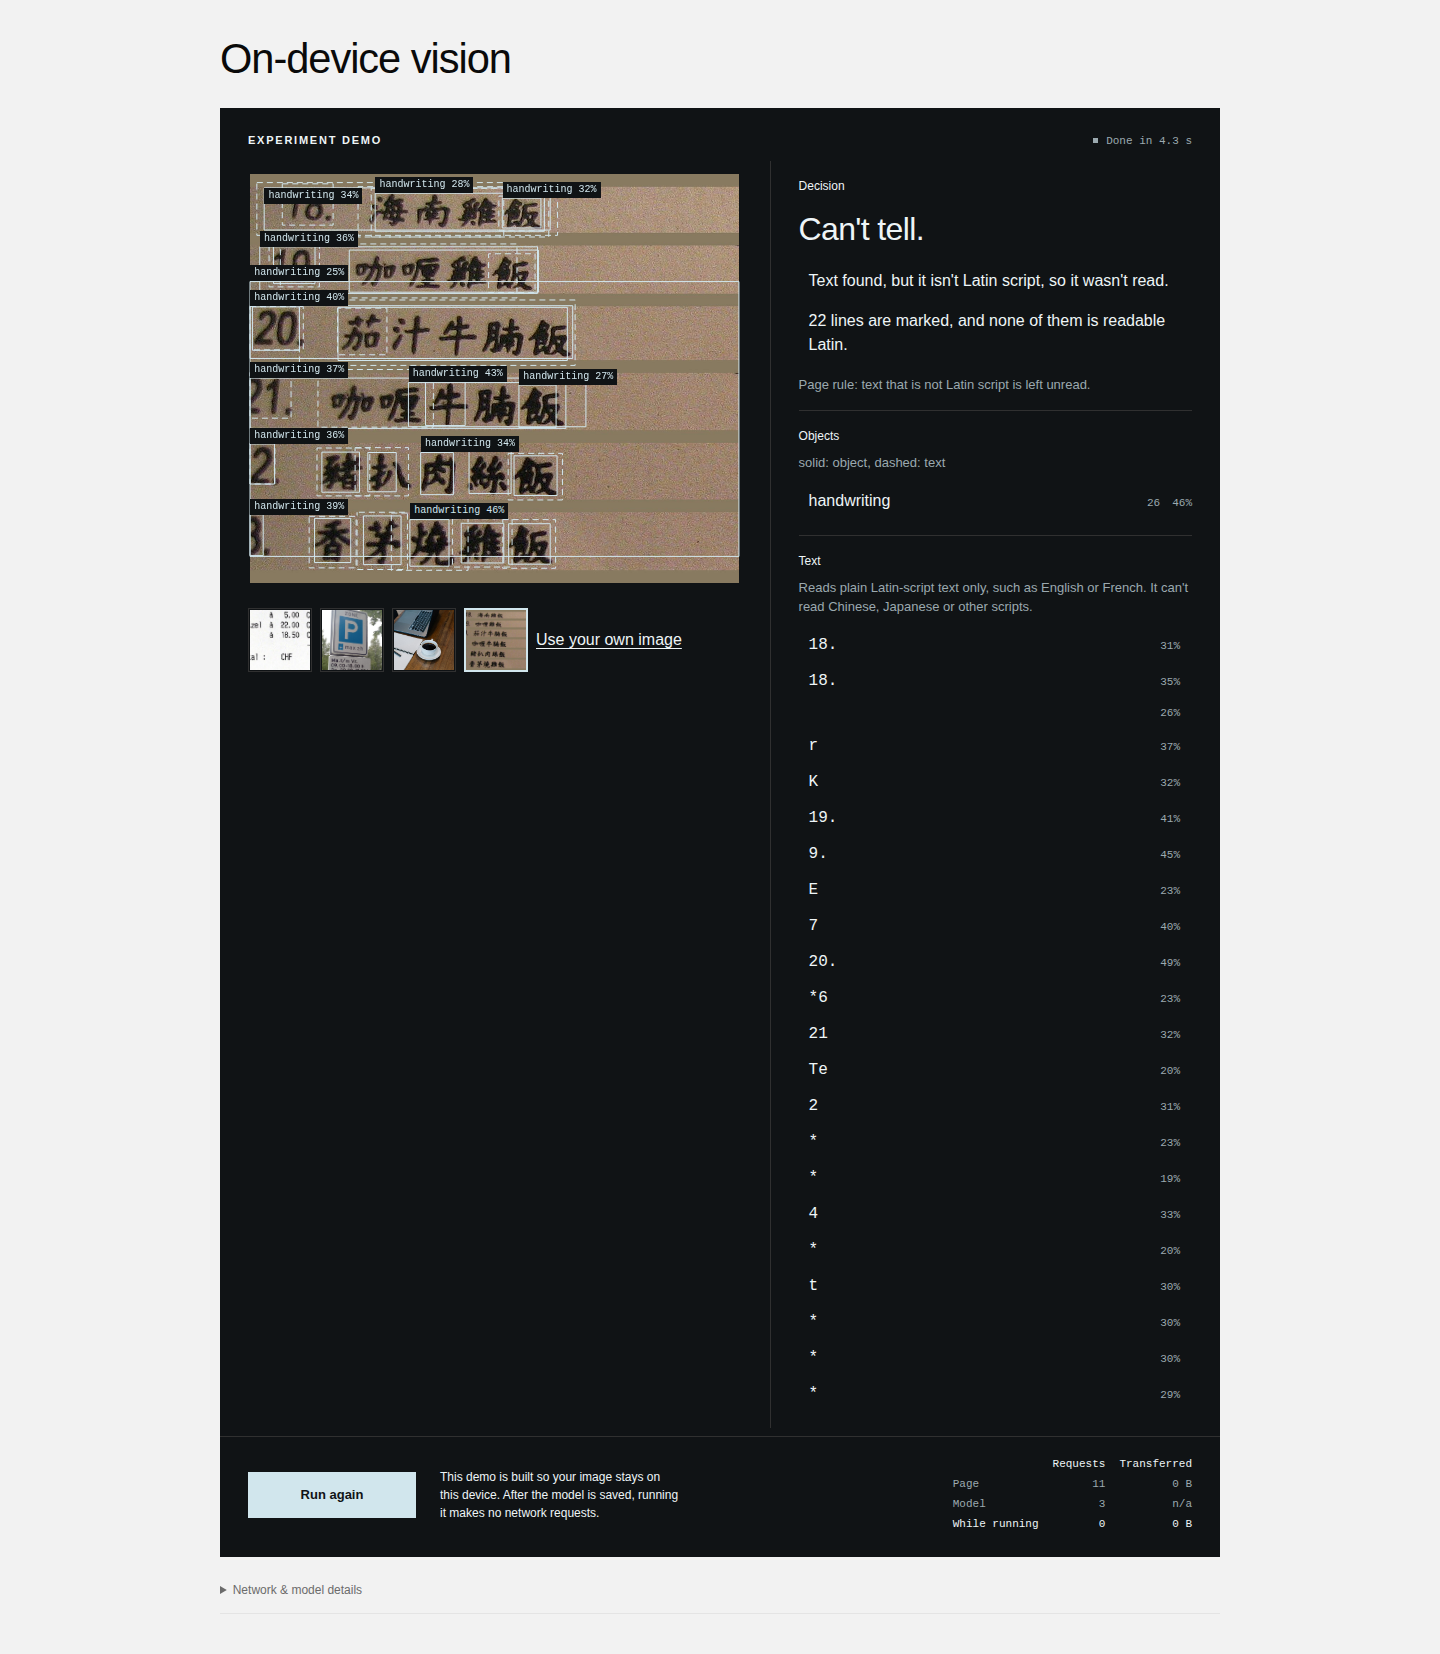 On-device vision
EXPERIMENT DEMO
Done in 4.3 s
handwriting 34%
handwriting 28%
handwriting 32%
18. 海南雞飯
handwriting 36%
19. 咖喱雞飯
handwriting 25%
handwriting 40%
20. 茄汁牛腩飯
handwriting 37%
handwriting 43%
handwriting 27%
21. 咖喱牛腩飯
handwriting 36%
handwriting 34%
2. 豬扒肉絲飯
handwriting 39%
handwriting 46%
3. 香茅燒雞飯
Use your own image
Decision
Can't tell.
Text found, but it isn't Latin script, so it wasn't read.
22 lines are marked, and none of them is readable
Latin.
Page rule: text that is not Latin script is left unread.
Objects
solid: object, dashed: text
handwriting 26 46%
Text
Reads plain Latin-script text only, such as English or French. It can't
read Chinese, Japanese or other scripts.
18. 31%
18. 35%
26%
r 37%
K 32%
19. 41%
9. 45%
E 23%
7 40%
20. 49%
*6 23%
21 32%
Te 20%
2 31%
* 23%
* 19%
4 33%
* 20%
t 30%
* 30%
* 30%
* 29%
Run again
This demo is built so your image stays on
this device. After the model is saved, running
it makes no network requests.
Requests Transferred
Page 11 0 B
Model 3 n/a
While running 0 0 B
Network & model details